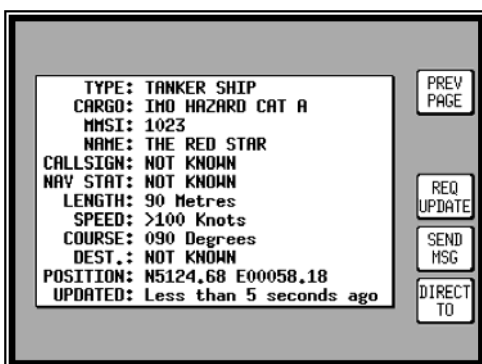 TYPE: TANKER SHIP
CARGO: IMO HAZARD CAT A
MMSI: 1023
NAME: THE RED STAR
CALLSIGN: NOT KNOWN
NAV STAT: NOT KNOWN
LENGTH: 90 Metres
SPEED: >100 Knots
COURSE: 090 Degrees
DEST.: NOT KNOWN
POSITION: N5124.68 E00058.18
UPDATED: Less than 5 seconds ago
PREV
PAGE
REQ
UPDATE
SEND
MSG
DIRECT
TO